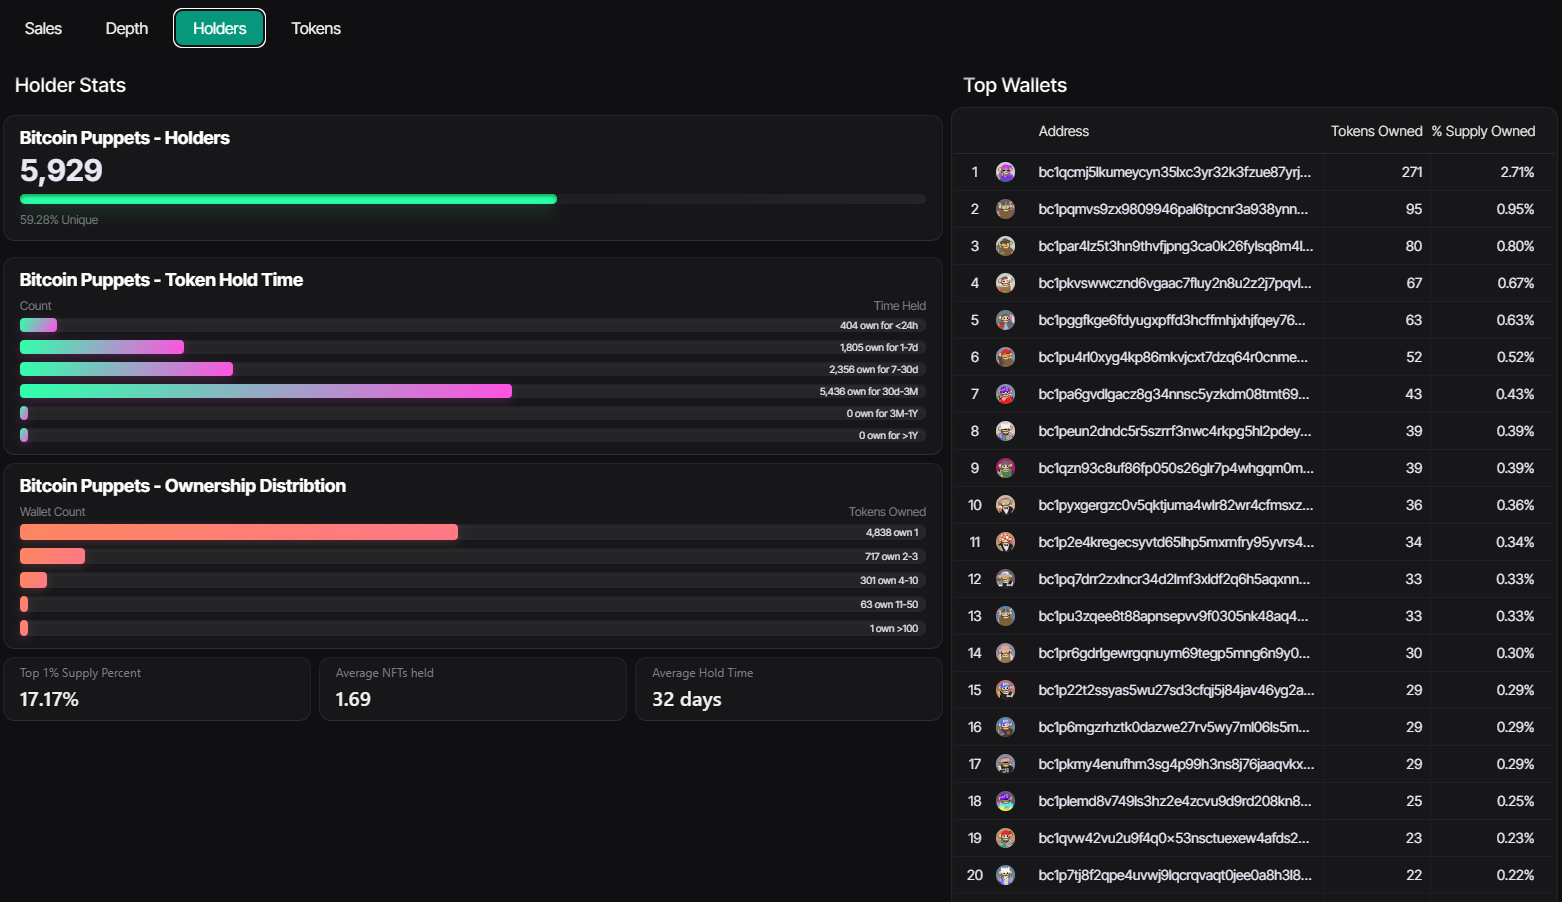 Sales Depth Holders Tokens
Holder Stats
Bitcoin Puppets - Holders
5,929
59.28% Unique
Bitcoin Puppets - Token Hold Time
Count Time Held
404 own for <24h
1,805 own for 1-7d
2,356 own for 7-30d
5,436 own for 30d-3M
0 own for 3M-1Y
0 own for >1Y
Bitcoin Puppets - Ownership Distribtion
Wallet Count Tokens Owned
4,838 own 1
717 own 2-3
301 own 4-10
63 own 11-50
1 own >100
Top 1% Supply Percent
17.17%
Average NFTs held
1.69
Average Hold Time
32 days
Top Wallets
Address Tokens Owned % Supply Owned
1 bc1qcmj5lkumeycyn35lxc3yr32k3fzue87yrj... 271 2.71%
2 bc1pqmvs9zx9809946pal6tpcnr3a938ynn... 95 0.95%
3 bc1par4lz5t3hn9thvfjpng3ca0k26fylsq8m4l... 80 0.80%
4 bc1pkvswwcznd6vgaac7fluy2n8u2z2j7pqvl... 67 0.67%
5 bc1pggfkge6fdyugxpffd3hcffmhjxhjfqey76... 63 0.63%
6 bc1pu4rl0xyg4kp86mkvjcxt7dzq64r0cnme... 52 0.52%
7 bc1pa6gvdlgacz8g34nnsc5yzkdm08tmt69... 43 0.43%
8 bc1peun2dndc5r5szrrf3nwc4rkpg5hl2pdey... 39 0.39%
9 bc1qzn93c8uf86fp050s26glr7p4whgqm0m... 39 0.39%
10 bc1pyxgergzc0v5qktjuma4wlr82wr4cfmsxz... 36 0.36%
11 bc1p2e4kregecsyvtd65lhp5mxrnfry95yvrs4... 34 0.34%
12 bc1pq7drr2zxlncr34d2lmf3xldf2q6h5aqxnn... 33 0.33%
13 bc1pu3zqee8t88apnsepvv9f0305nk48aq4... 33 0.33%
14 bc1pr6gdrlgewrgqnuym69tegp5mng6n9y0... 30 0.30%
15 bc1p22t2ssyas5wu27sd3cfqj5j84jav46yg2a... 29 0.29%
16 bc1p6mgzrhztk0dazwe27rv5wy7ml06ls5m... 29 0.29%
17 bc1pkmy4enufhm3sg4p99h3ns8j76jaaqvkx... 29 0.29%
18 bc1plemd8v749ls3hz2e4zcvu9d9rd208kn8... 25 0.25%
19 bc1qvw42vu2u9f4q0x53nsctuexew4afds2... 23 0.23%
20 bc1p7tj8f2qpe4uvwj9lqcrqvaqt0jee0a8h3l8... 22 0.22%